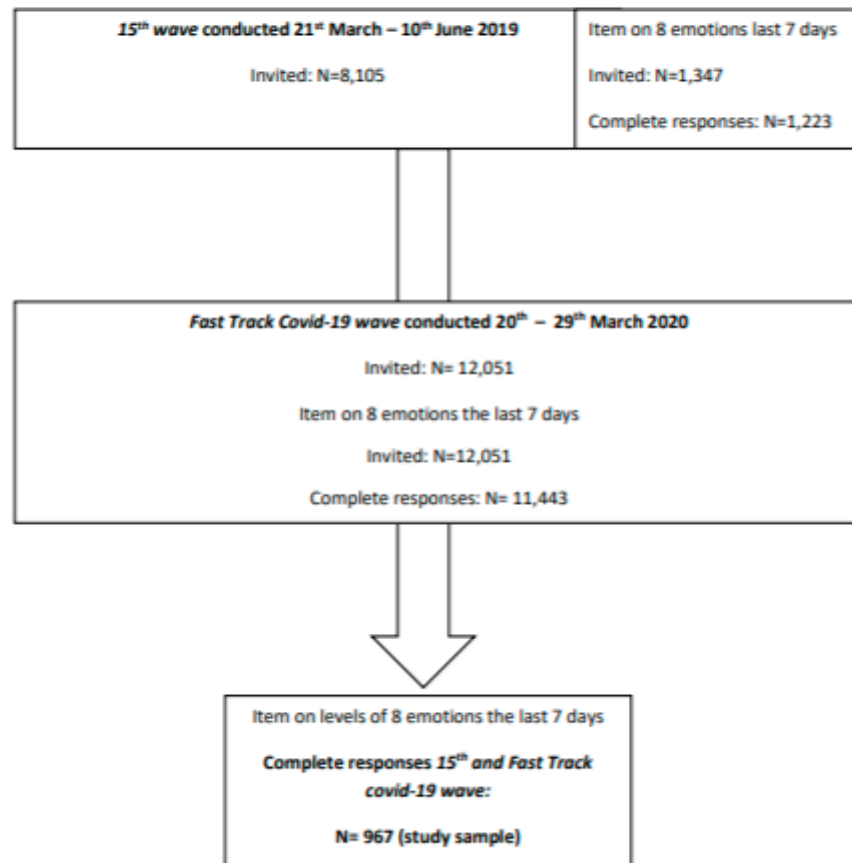 15th wave conducted 21st March – 10th June 2019
Invited: N=8,105
Item on 8 emotions last 7 days
Invited: N=1,347
Complete responses: N=1,223
Fast Track Covid-19 wave conducted 20th – 29th March 2020
Invited: N= 12,051
Item on 8 emotions the last 7 days
Invited: N=12,051
Complete responses: N= 11,443
Item on levels of 8 emotions the last 7 days
Complete responses 15th and Fast Track
covid-19 wave:
N= 967 (study sample)